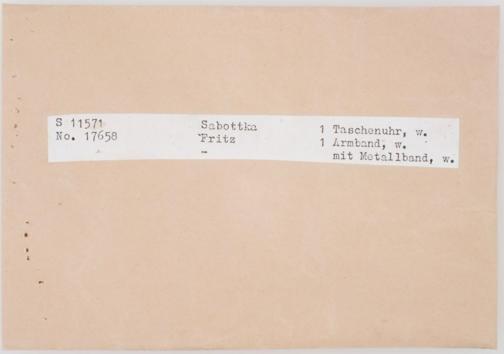 S 11571 Sabottka 1 Taschenuhr, w.
No. 17658 Fritz 1 Armband, w.
- mit Metallband, w.